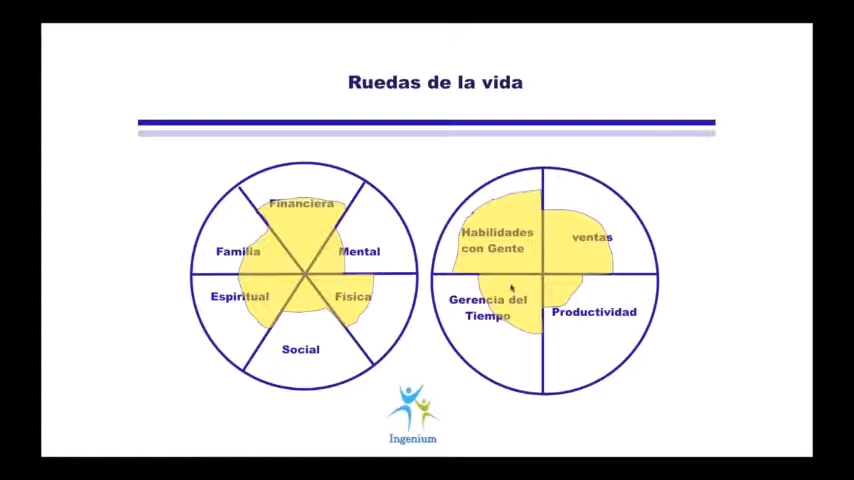 Ruedas de la vida
Financiera
Familia
Mental
Espiritual
Física
Social
Habilidades
con Gente
ventas
Gerencia del
Tiempo
Productividad
Ingenium